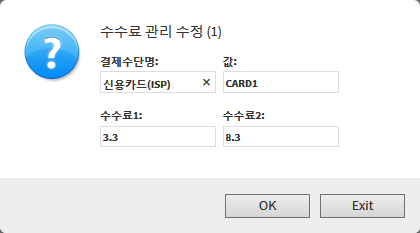 수수료 관리 수정 (1)
결제수단명: 값:
신용카드(ISP) × CARD1
수수료1: 수수료2:
3.3 8.3
OK Exit